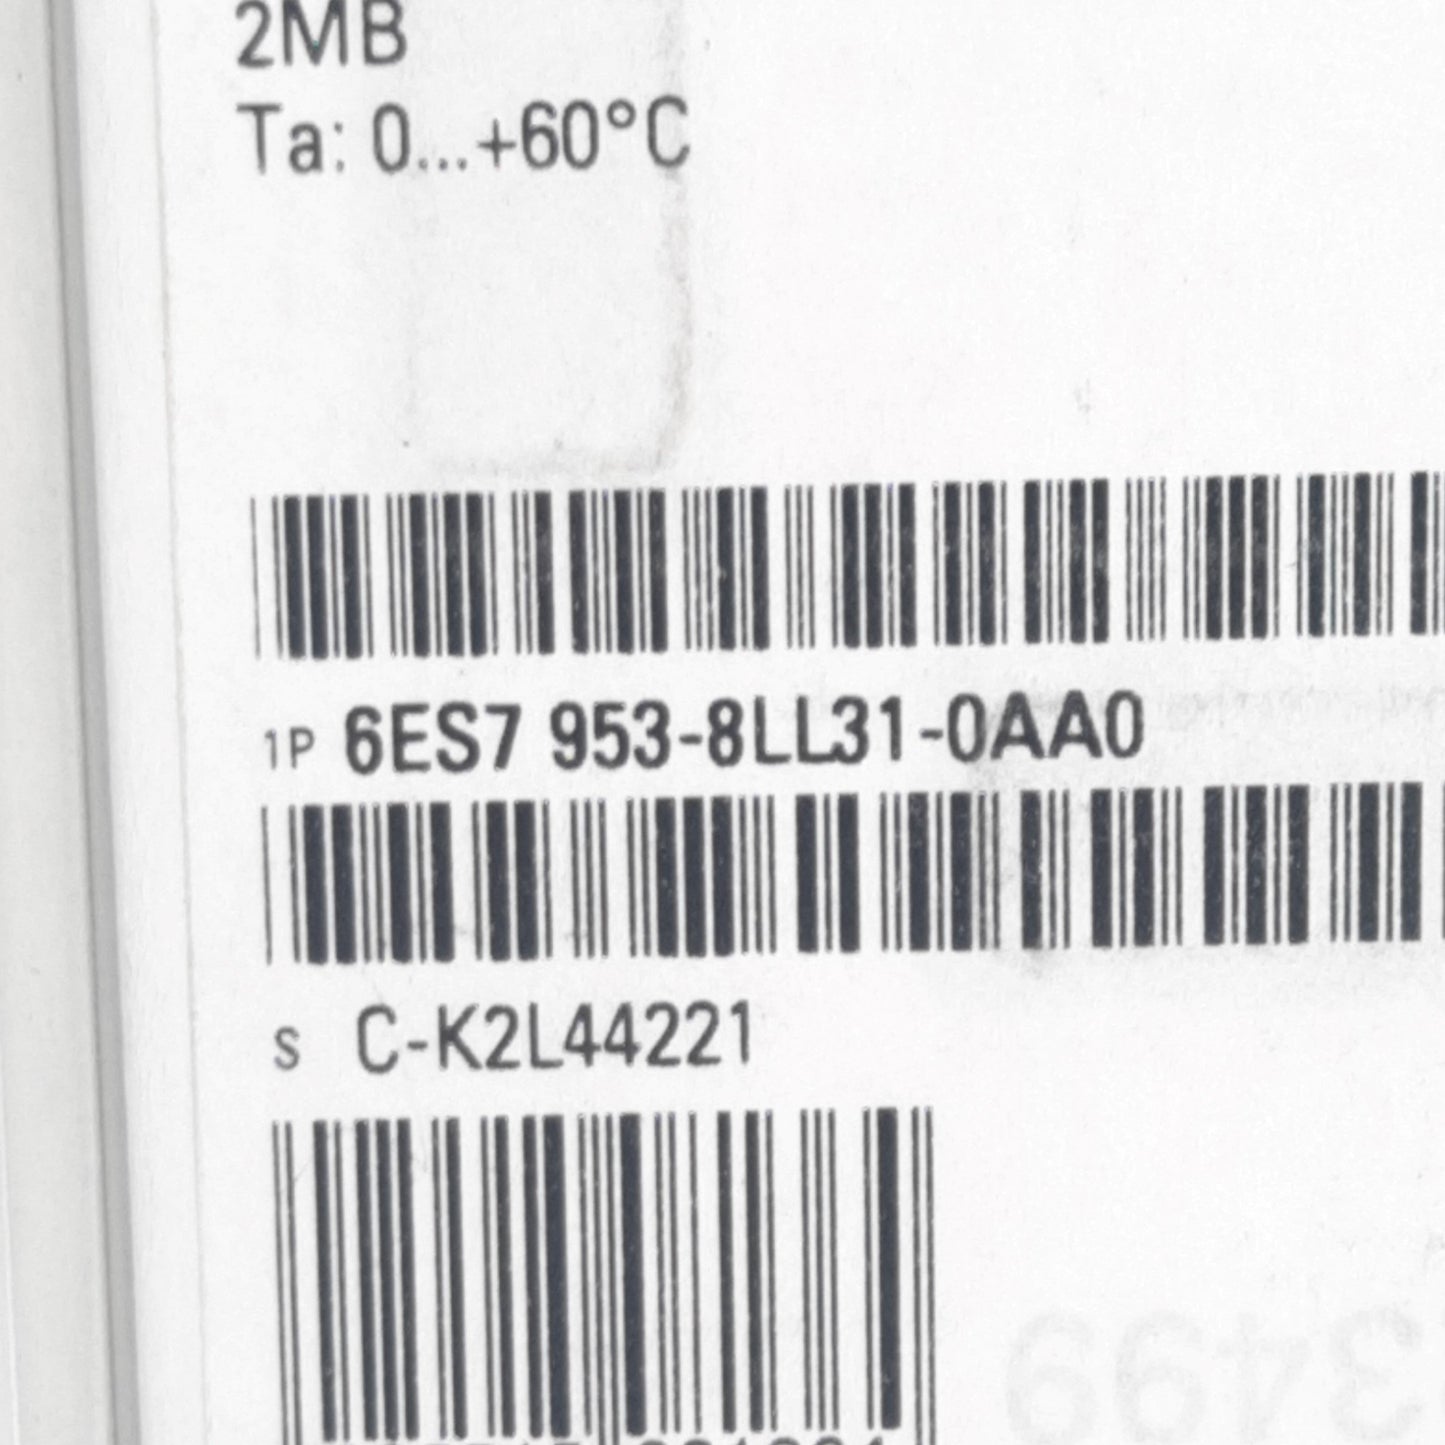 2MB
Ta: 0...+60°C
1P 6ES7 953-8LL31-0AA0
S C-K2L44221